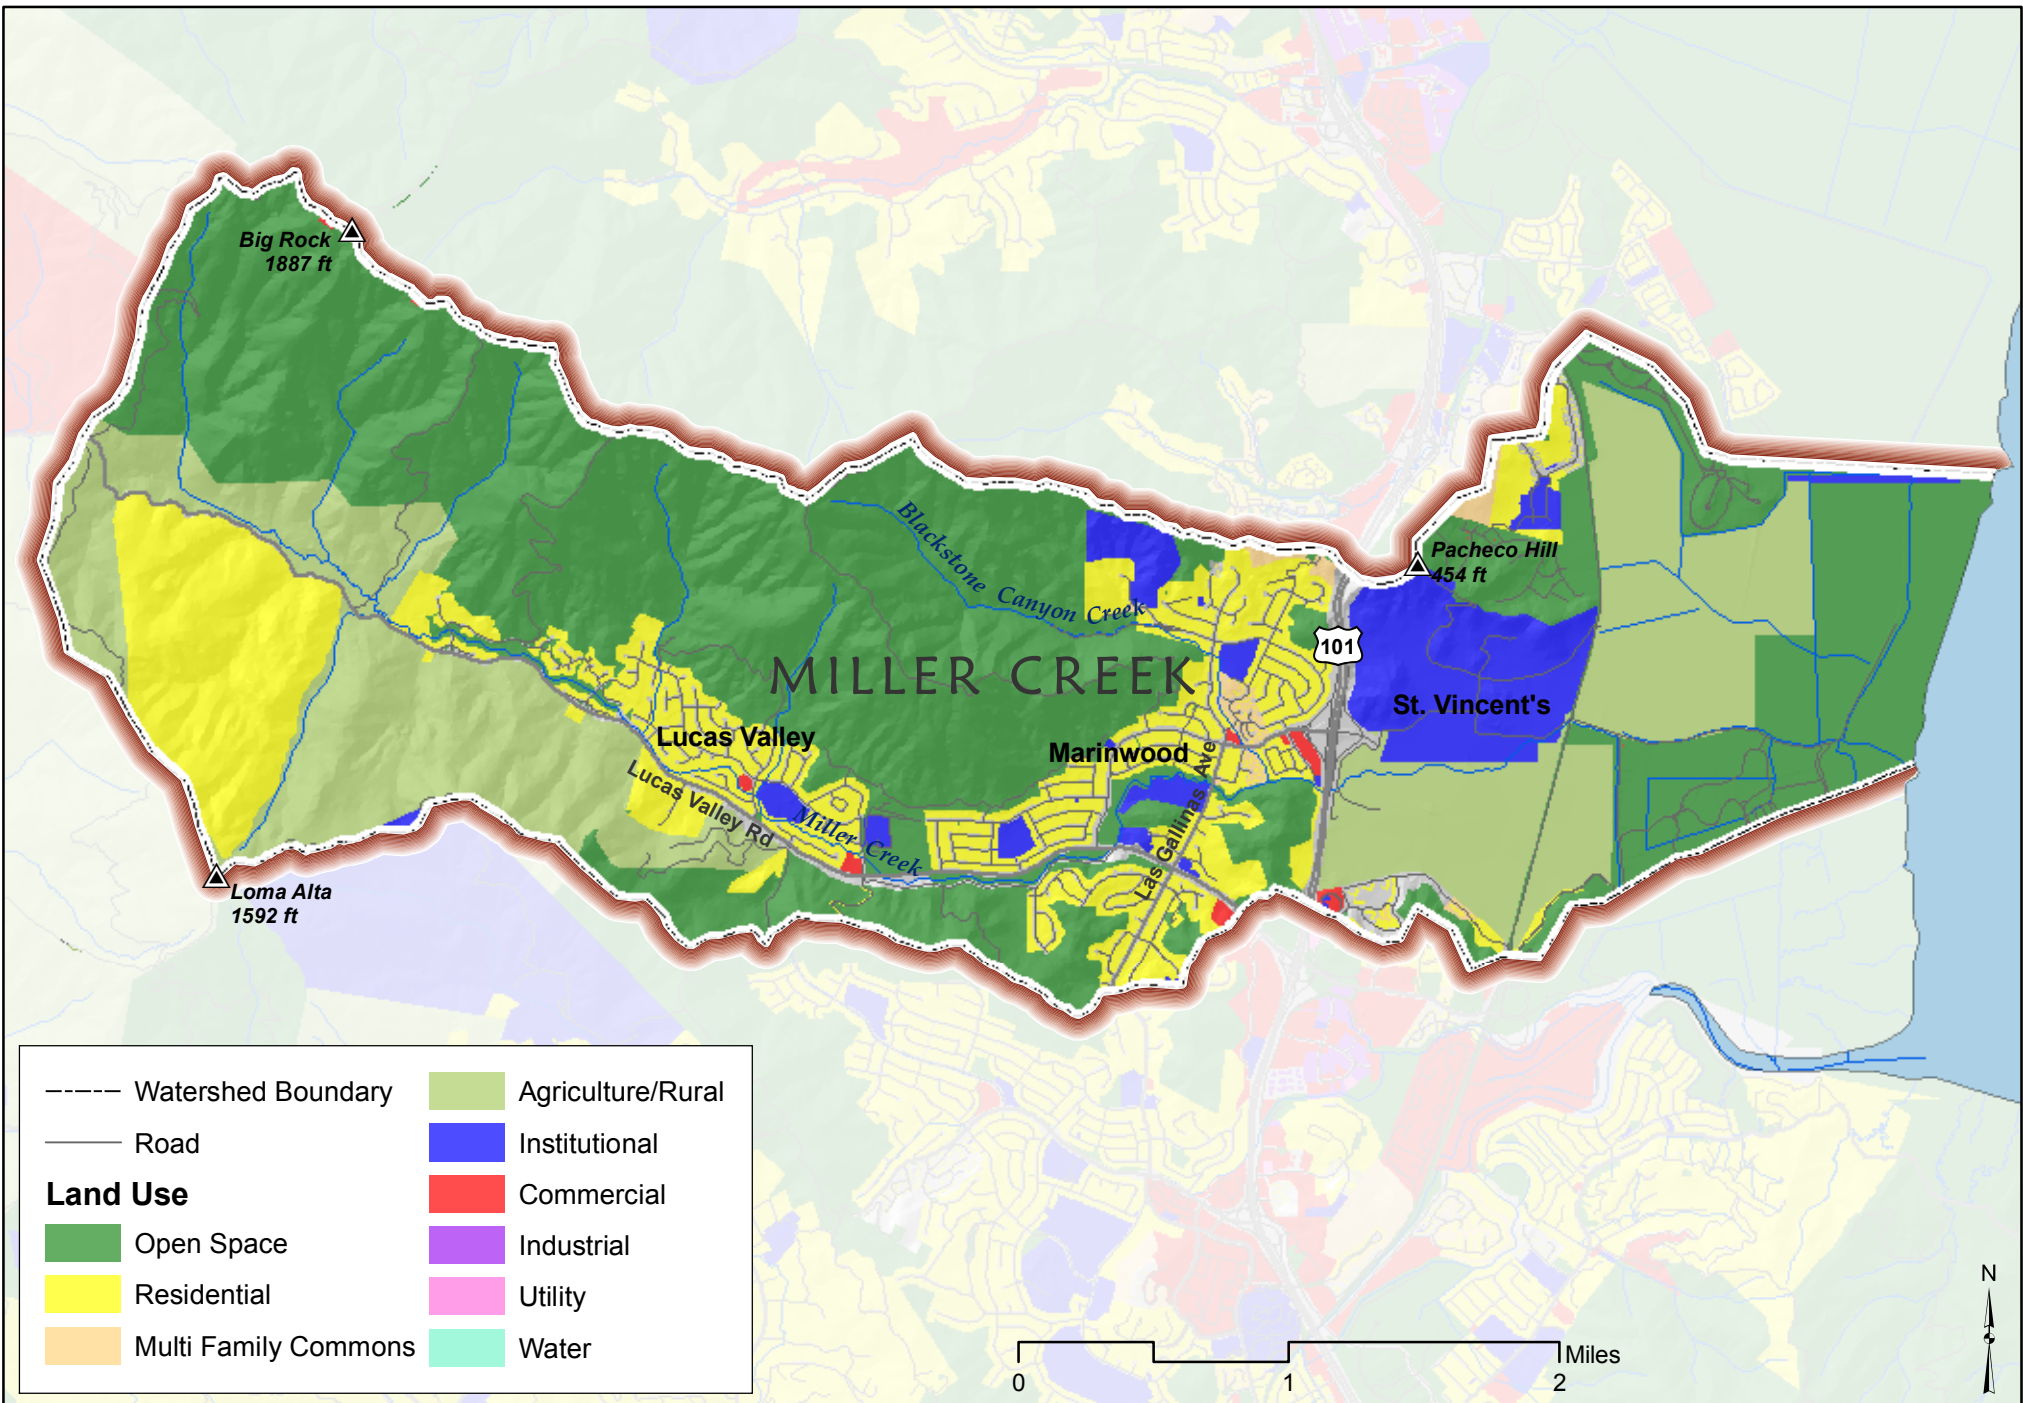 Big Rock
1887 ft
Blackstone Canyon Creek
Pacheco Hill
454 ft
101
MILLER CREEK
St. Vincent's
Lucas Valley
Marinwood
Lucas Valley Rd
Miller Creek
Las Gallinas Ave
Loma Alta
1592 ft
Watershed Boundary
Road
Land Use
Open Space
Residential
Multi Family Commons
Agriculture/Rural
Institutional
Commercial
Industrial
Utility
Water
Miles
0 1 2
N